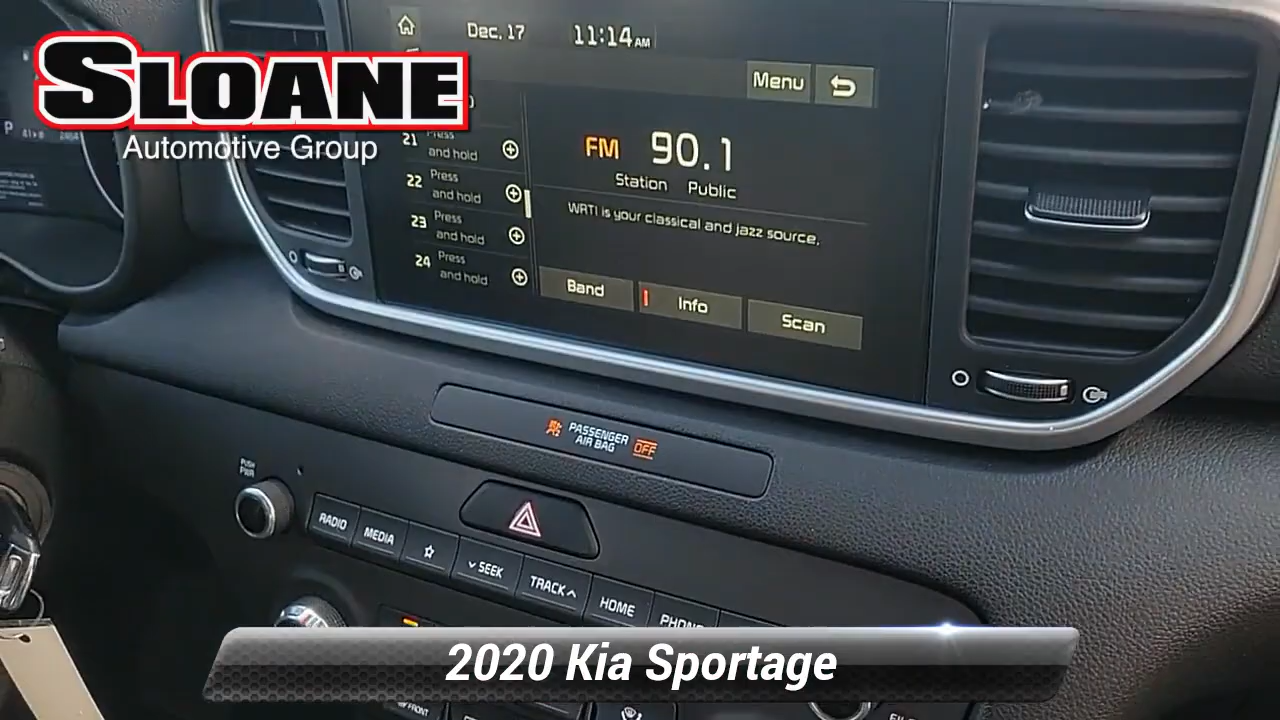 SLOANE
Automotive Group
Dec. 17 11:14 AM
Menu
FM 90.1
Station Public
WRTI is your classical and jazz source.
21 Press and hold
22 Press and hold
23 Press and hold
24 Press and hold
Band Info Scan
P
PASSENGER
AIR BAG OFF
PUSH
PWR
RADIO MEDIA SEEK TRACK HOME PHONE
2020 Kia Sportage
FRONT